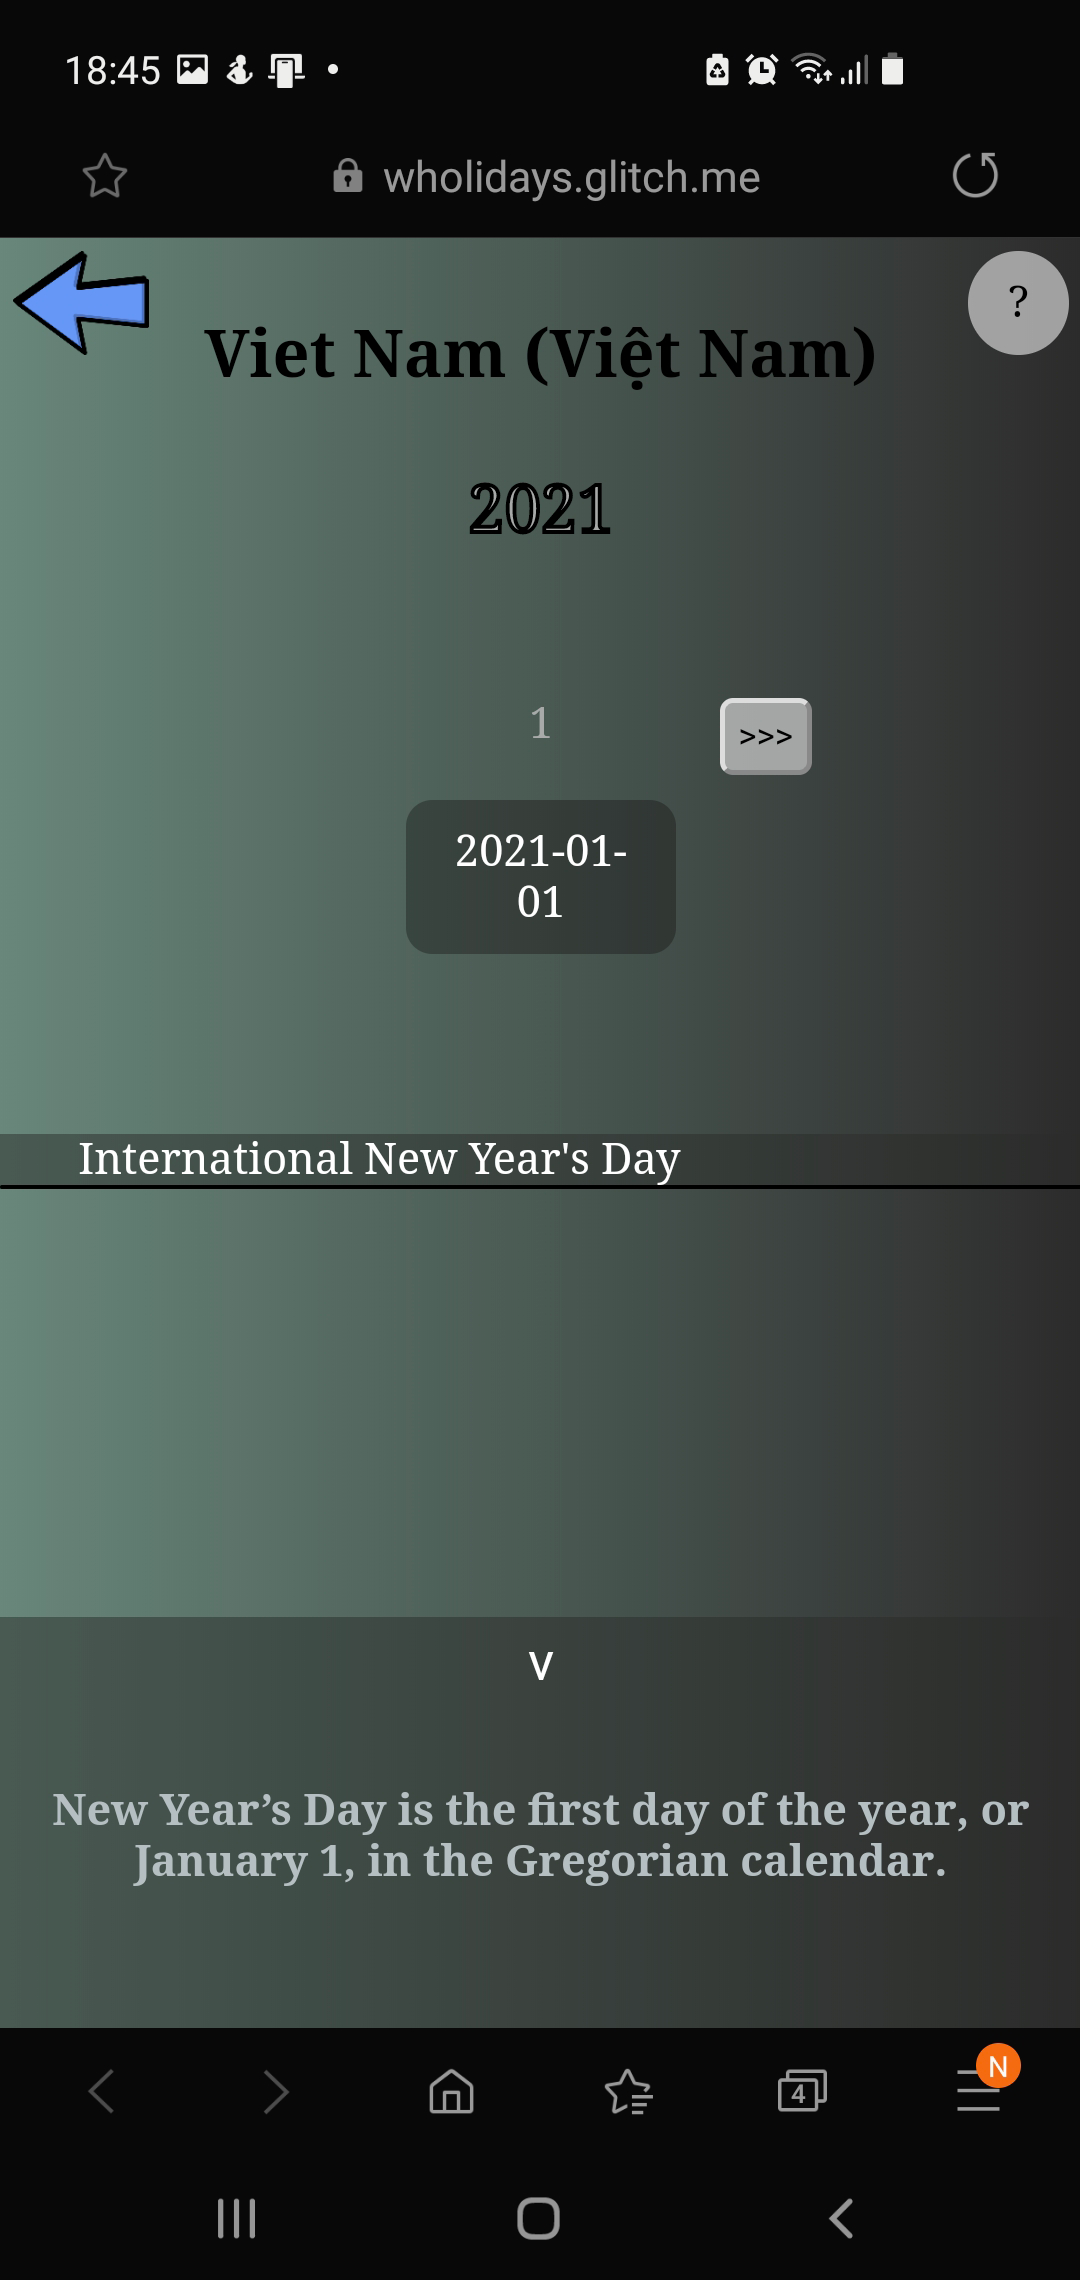 18:45
wholidays.glitch.me
?
Viet Nam (Việt Nam)
2021
1
>>>
2021-01-
01
International New Year's Day
v
New Year’s Day is the first day of the year, or
January 1, in the Gregorian calendar.
N
4